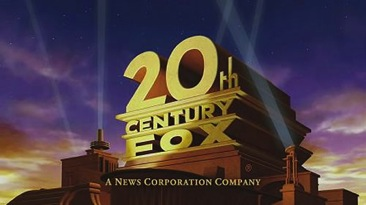 20th
CENTURY
FOX
A NEWS CORPORATION COMPANY